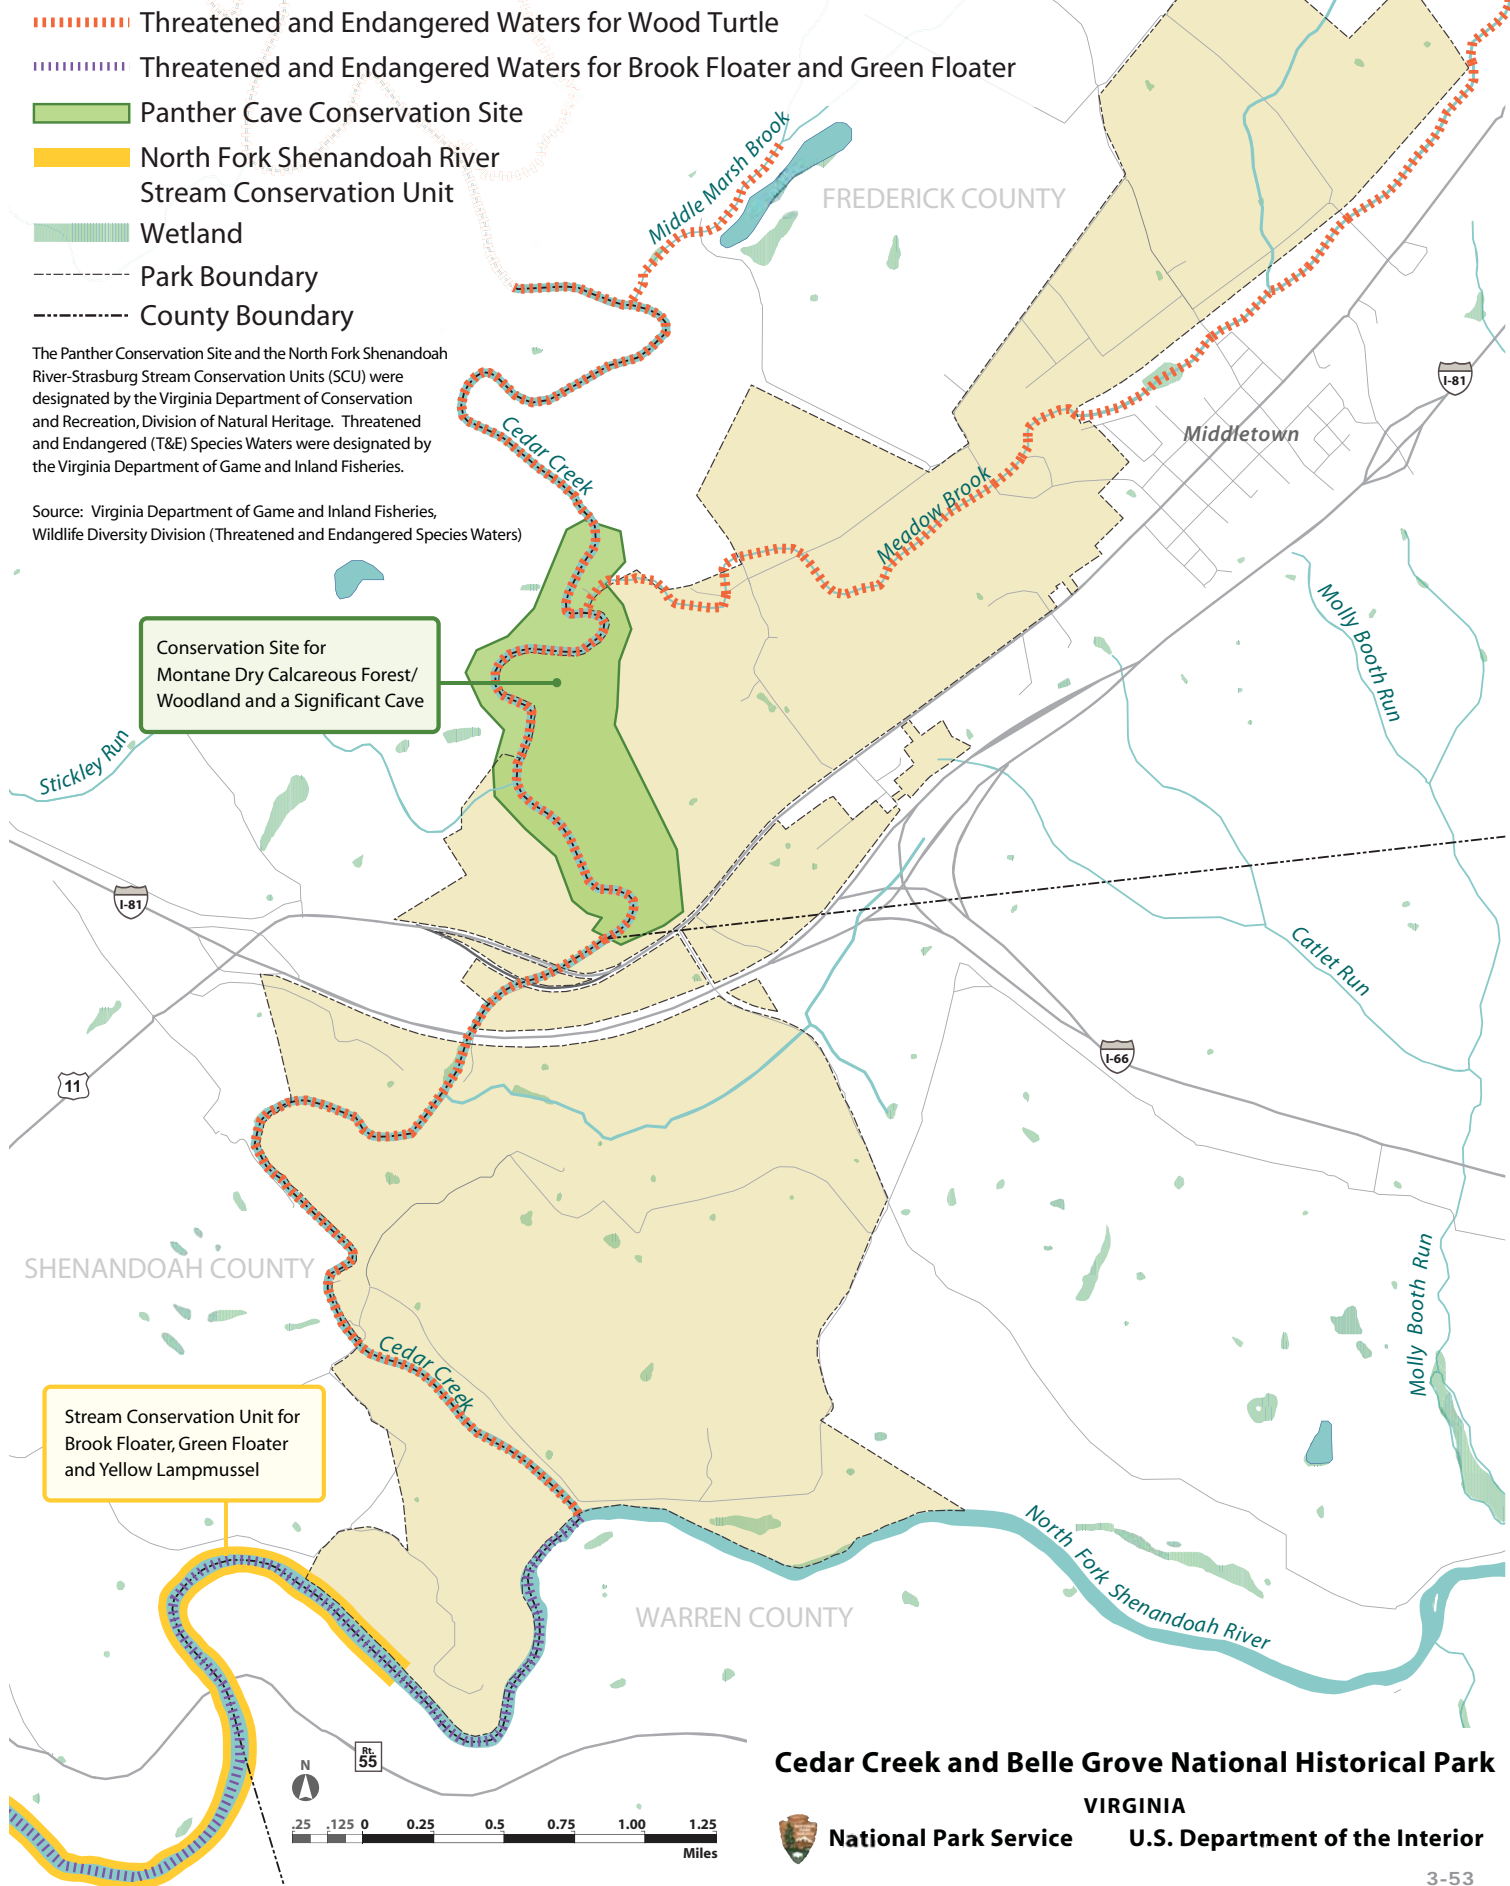 Threatened and Endangered Waters for Wood Turtle
Threatened and Endangered Waters for Brook Floater and Green Floater
Panther Cave Conservation Site
North Fork Shenandoah River
Stream Conservation Unit
Wetland
Park Boundary
County Boundary
The Panther Conservation Site and the North Fork Shenandoah
River-Strasburg Stream Conservation Units (SCU) were
designated by the Virginia Department of Conservation
and Recreation, Division of Natural Heritage. Threatened
and Endangered (T&E) Species Waters were designated by
the Virginia Department of Game and Inland Fisheries.
Source: Virginia Department of Game and Inland Fisheries,
Wildlife Diversity Division (Threatened and Endangered Species Waters)
Middle Marsh Brook
FREDERICK COUNTY
I-81
Middletown
Cedar Creek
Meadow Brook
Molly Booth Run
Conservation Site for
Montane Dry Calcareous Forest/
Woodland and a Significant Cave
Stickley Run
I-81
Catlet Run
I-66
11
SHENANDOAH COUNTY
Molly Booth Run
Cedar Creek
Stream Conservation Unit for
Brook Floater, Green Floater
and Yellow Lampmussel
North Fork Shenandoah River
WARREN COUNTY
Rt.
55
N
.25 .125 0 0.25 0.5 0.75 1.00 1.25
Miles
Cedar Creek and Belle Grove National Historical Park
VIRGINIA
National Park Service U.S. Department of the Interior
3-53